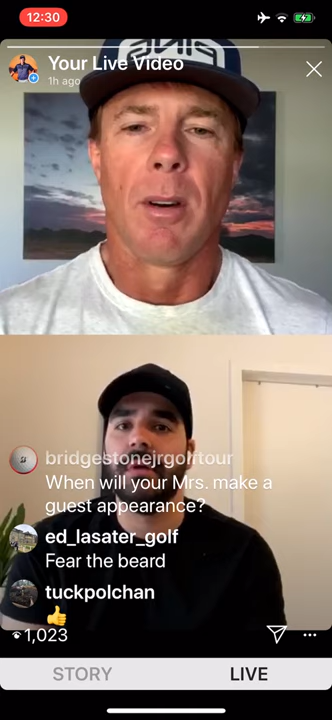 12:30
PING
Your Live Video
1h ago
bridgestonejrgolftour
When will your Mrs. make a
guest appearance?
ed_lasater_golf
Fear the beard
tuckpolchan
👍
1,023
STORY
LIVE